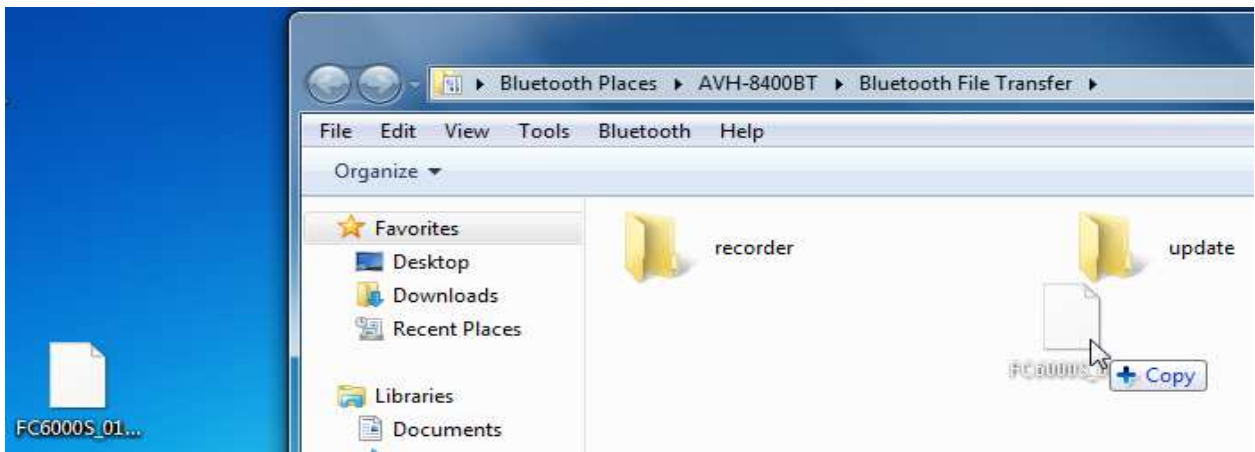 Bluetooth Places ▸ AVH-8400BT ▸ Bluetooth File Transfer ▸
File Edit View Tools Bluetooth Help
Organize
Favorites
Desktop
Downloads
Recent Places
Libraries
Documents
recorder
update
Copy
FC6000S_01...